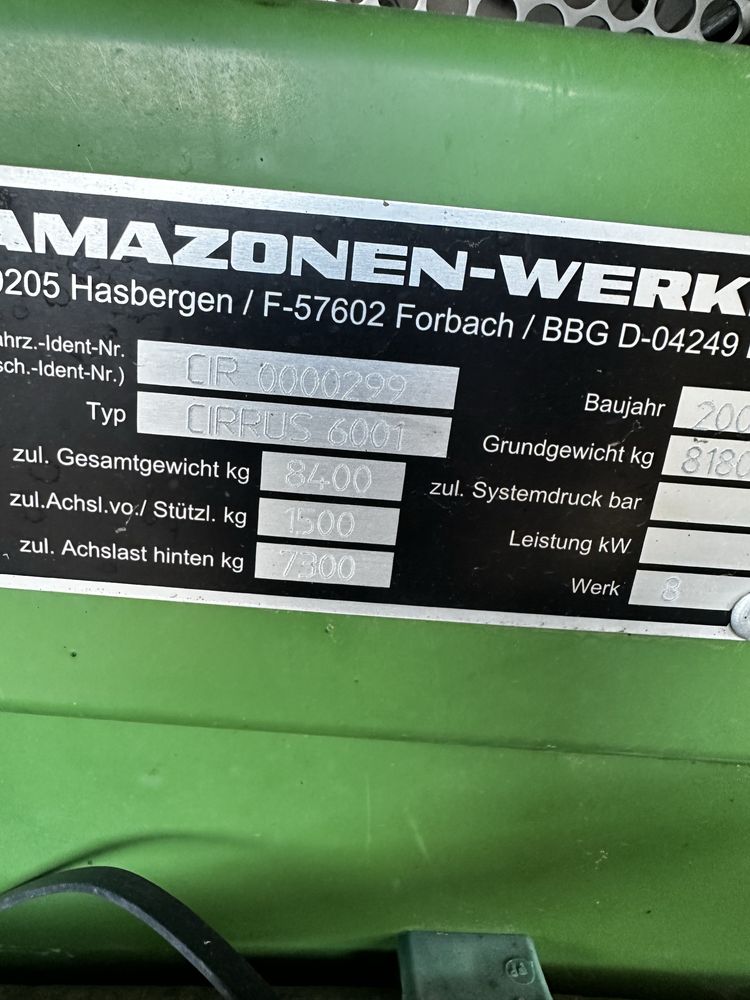 AMAZONEN-WERK
0205 Hasbergen / F-57602 Forbach / BBG D-04249
ahrz.-Ident-Nr.
sch.-Ident-Nr.) CIR 0000299
Typ CIRRUS 6001
zul. Gesamtgewicht kg 8400
zul.Achsl.vo./ Stützl. kg 1500
zul. Achslast hinten kg 7300
Baujahr 200
Grundgewicht kg 8180
zul. Systemdruck bar
Leistung kW
Werk 8